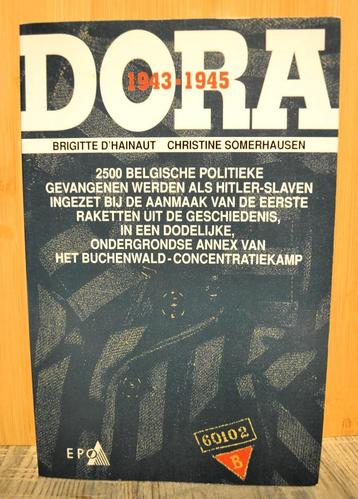 DORA
1943-1945
BRIGITTE D'HAINAUT CHRISTINE SOMERHAUSEN
2500 BELGISCHE POLITIEKE
GEVANGENEN WERDEN ALS HITLER-SLAVEN
INGEZET BIJ DE AANMAAK VAN DE EERSTE
RAKETTEN UIT DE GESCHIEDENIS,
IN EEN DODELIJKE,
ONDERGRONDSE ANNEX VAN
HET BUCHENWALD-CONCENTRATIEKAMP
60102
B
EPO